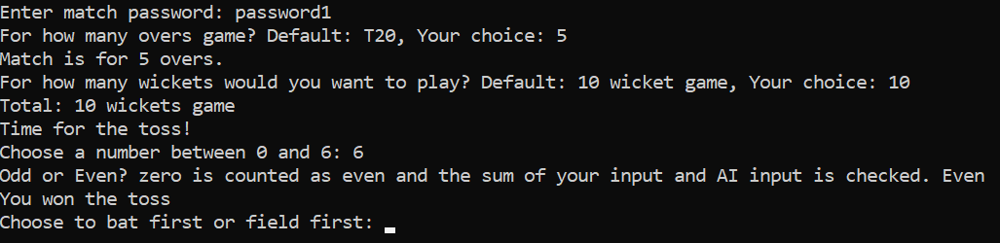 Enter match password: password1
For how many overs game? Default: T20, Your choice: 5
Match is for 5 overs.
For how many wickets would you want to play? Default: 10 wicket game, Your choice: 10
Total: 10 wickets game
Time for the toss!
Choose a number between 0 and 6: 6
Odd or Even? zero is counted as even and the sum of your input and AI input is checked. Even
You won the toss
Choose to bat first or field first: